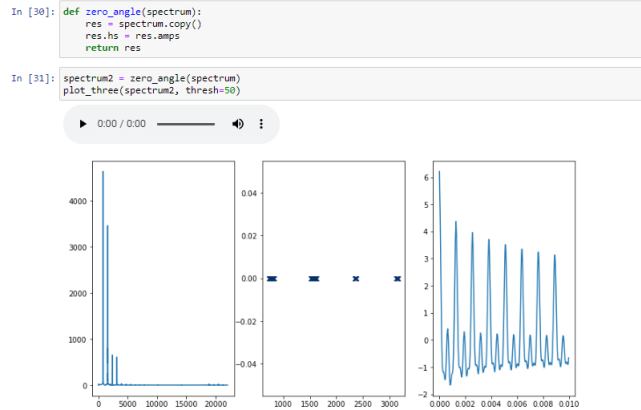 In [30]: def zero_angle(spectrum):
res = spectrum.copy()
res.hs = res.amps
return res
In [31]: spectrum2 = zero_angle(spectrum)
plot_three(spectrum2, thresh=50)
0:00 / 0:00
4000
3000
2000
1000
0
0 5000 10000 15000 20000
0.04
0.02
0.00
−0.02
−0.04
1000 1500 2000 2500 3000
6
5
4
3
2
1
0
−1
−2
0.000 0.002 0.004 0.006 0.008 0.010